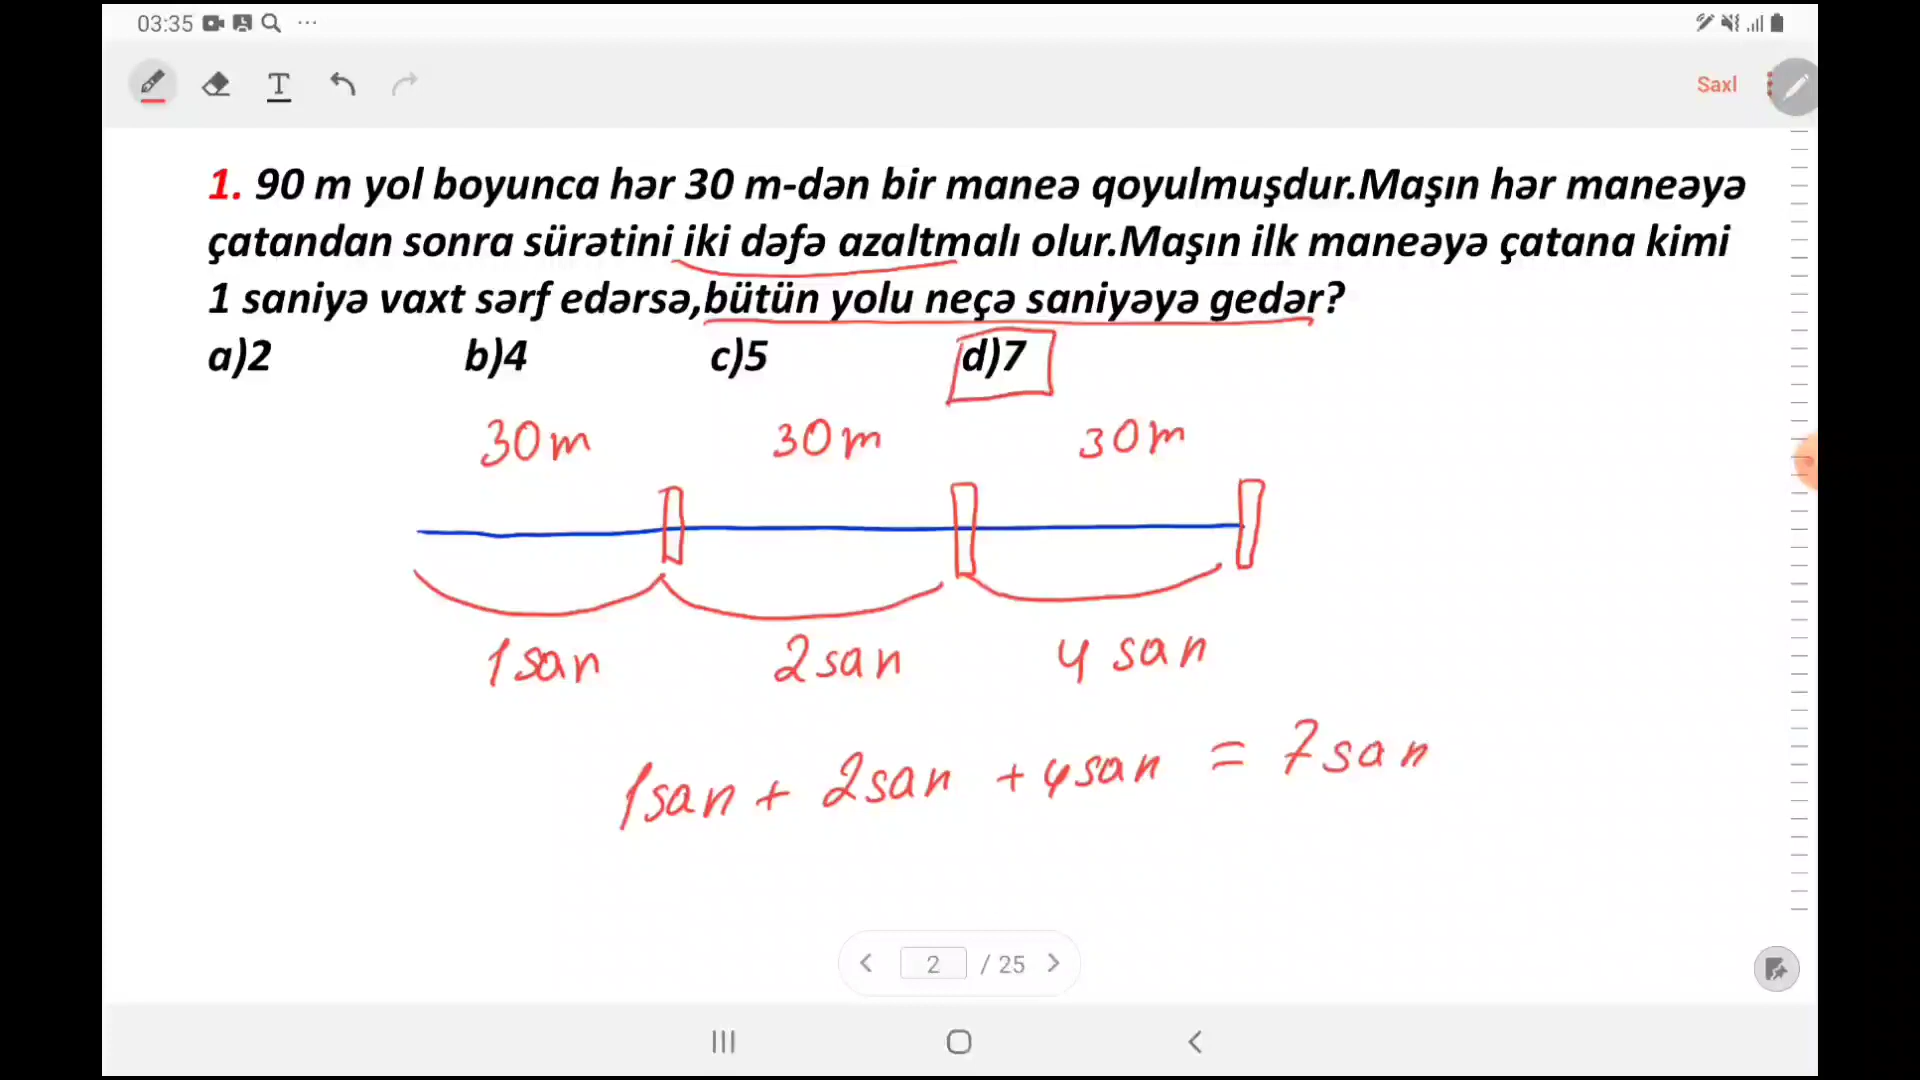 03:35
Saxl
1. 90 m yol boyunca hər 30 m-dən bir maneə qoyulmuşdur.Maşın hər maneəyə
çatandan sonra sürətini iki dəfə azaltmalı olur.Maşın ilk maneəyə çatana kimi
1 saniyə vaxt sərf edərsə,bütün yolu neçə saniyəyə gedər?
a)2 b)4 c)5 d)7
30m 30m 30m
1san 2san 4 san
1san + 2san + 4san = 7san
2 / 25